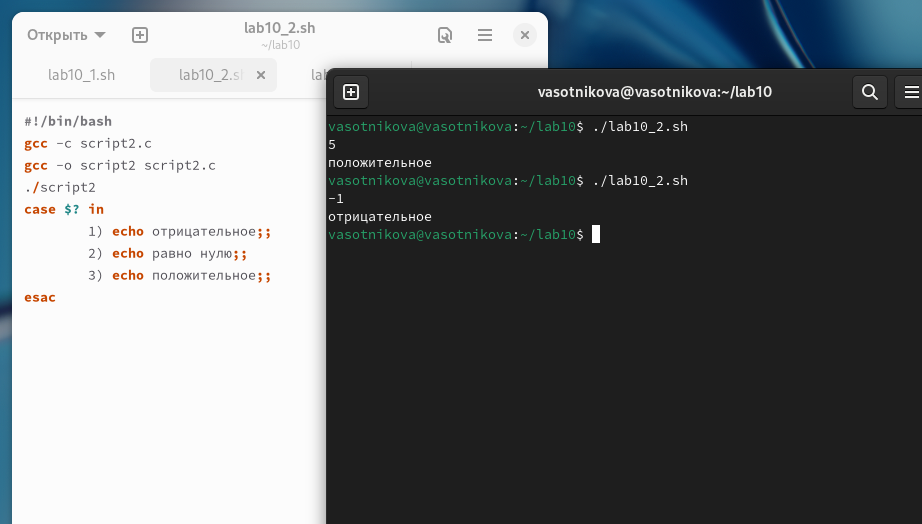 Открыть
lab10_2.sh
~/lab10
lab10_1.sh
lab10_2.sh
#!/bin/bash
gcc -c script2.c
gcc -o script2 script2.c
./script2
case $? in
1) echo отрицательное;;
2) echo равно нулю;;
3) echo положительное;;
esac
vasotnikova@vasotnikova:~/lab10
vasotnikova@vasotnikova:~/lab10$ ./lab10_2.sh
5
положительное
vasotnikova@vasotnikova:~/lab10$ ./lab10_2.sh
-1
отрицательное
vasotnikova@vasotnikova:~/lab10$